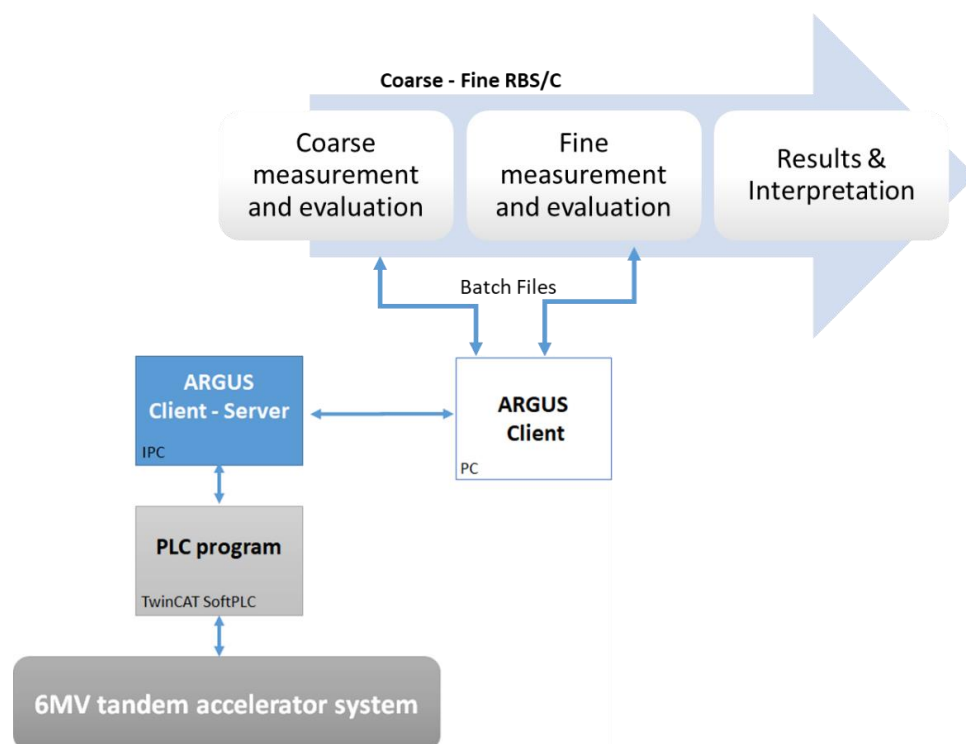 Coarse - Fine RBS/C
Coarse
measurement
and evaluation
Fine
measurement
and evaluation
Results &
Interpretation
Batch Files
ARGUS
Client - Server
IPC
ARGUS
Client
PC
PLC program
TwinCAT SoftPLC
6MV tandem accelerator system